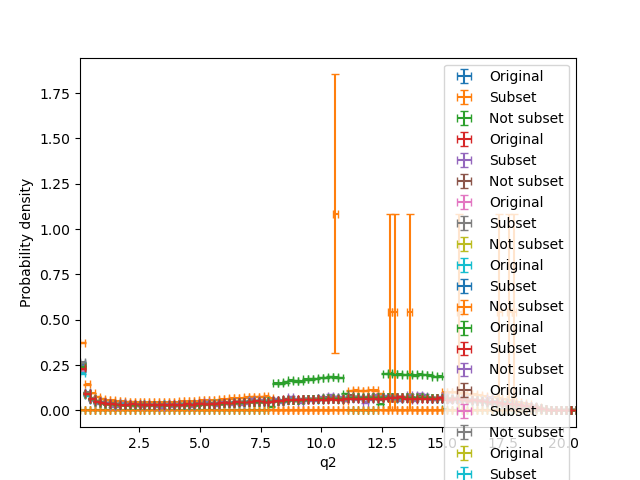 1.75
1.50
1.25
1.00
0.75
0.50
0.25
0.00
Probability density
2.5
5.0
7.5
10.0
12.5
15.0
17.5
20.0
q2
Original
Subset
Not subset
Original
Subset
Not subset
Original
Subset
Not subset
Original
Subset
Not subset
Original
Subset
Not subset
Original
Subset
Not subset
Original
Subset